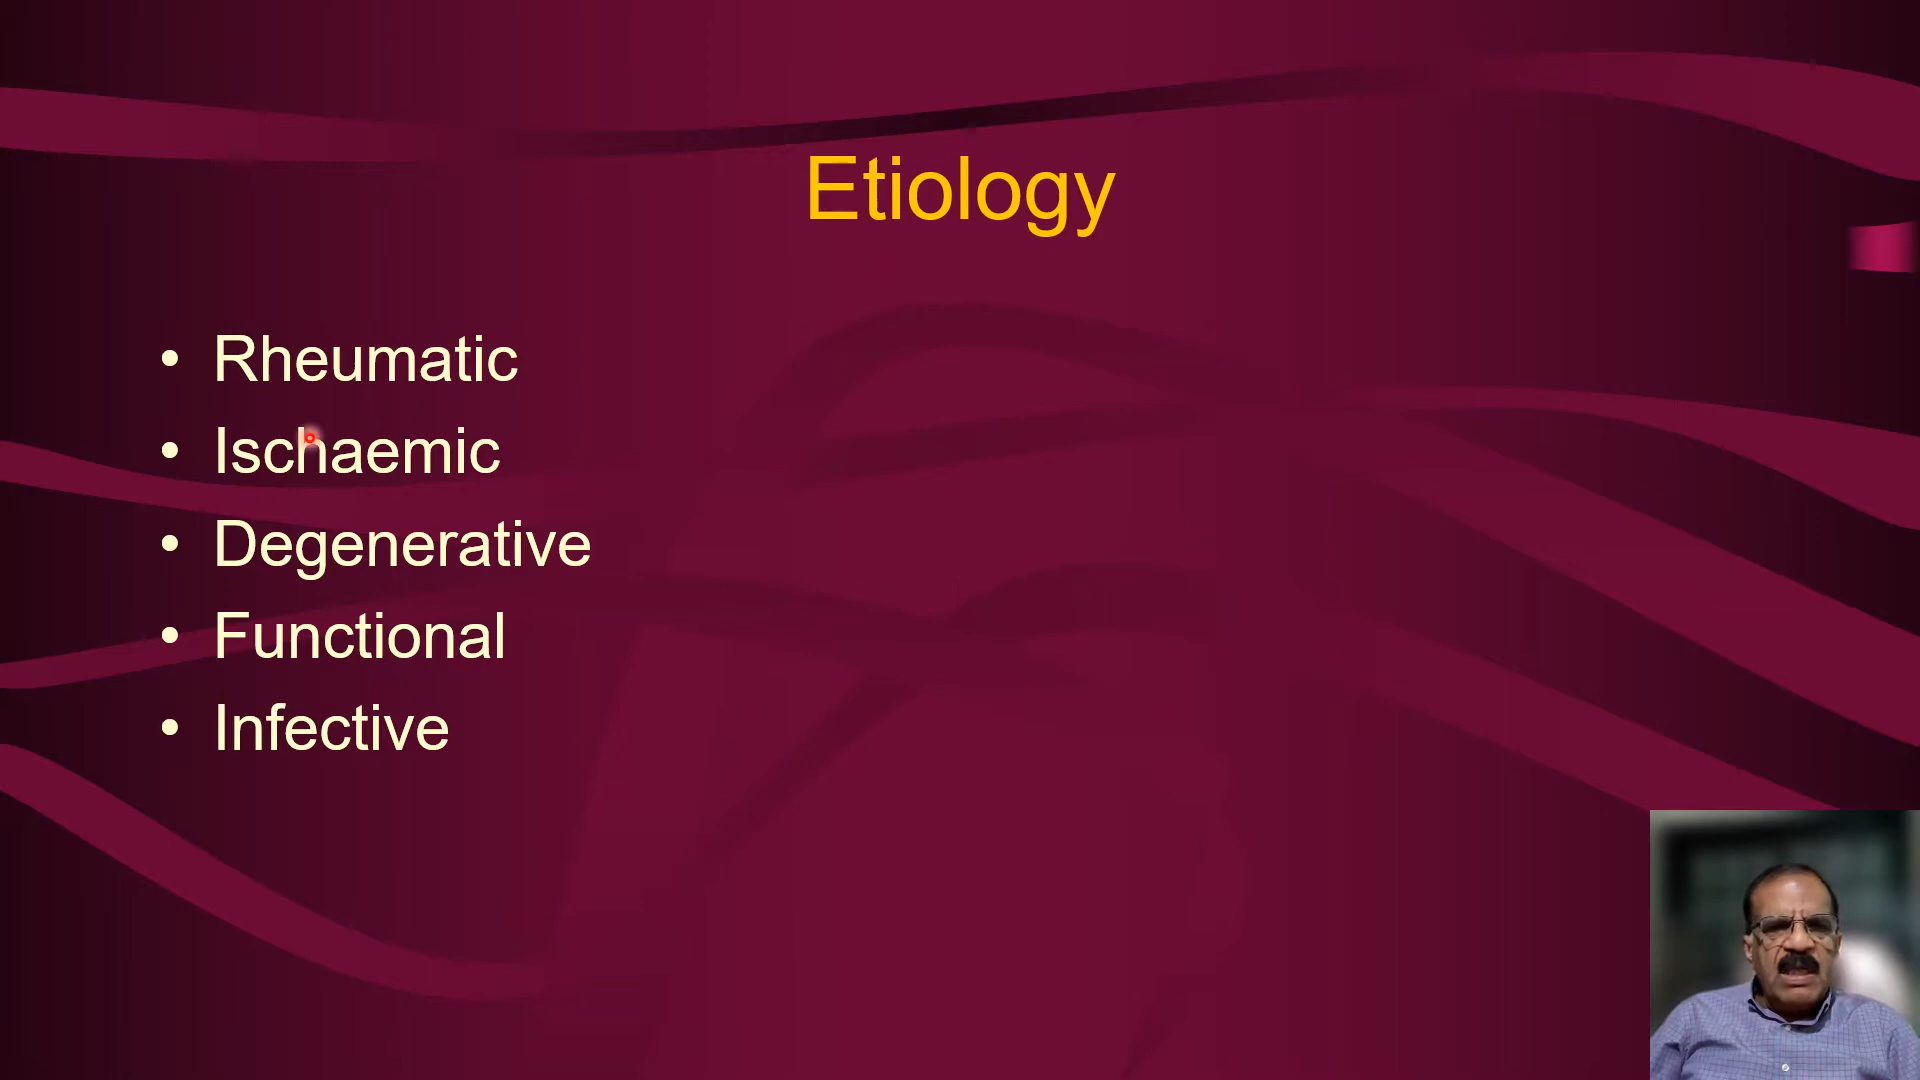 Etiology
• Rheumatic
• Ischaemic
• Degenerative
• Functional
• Infective